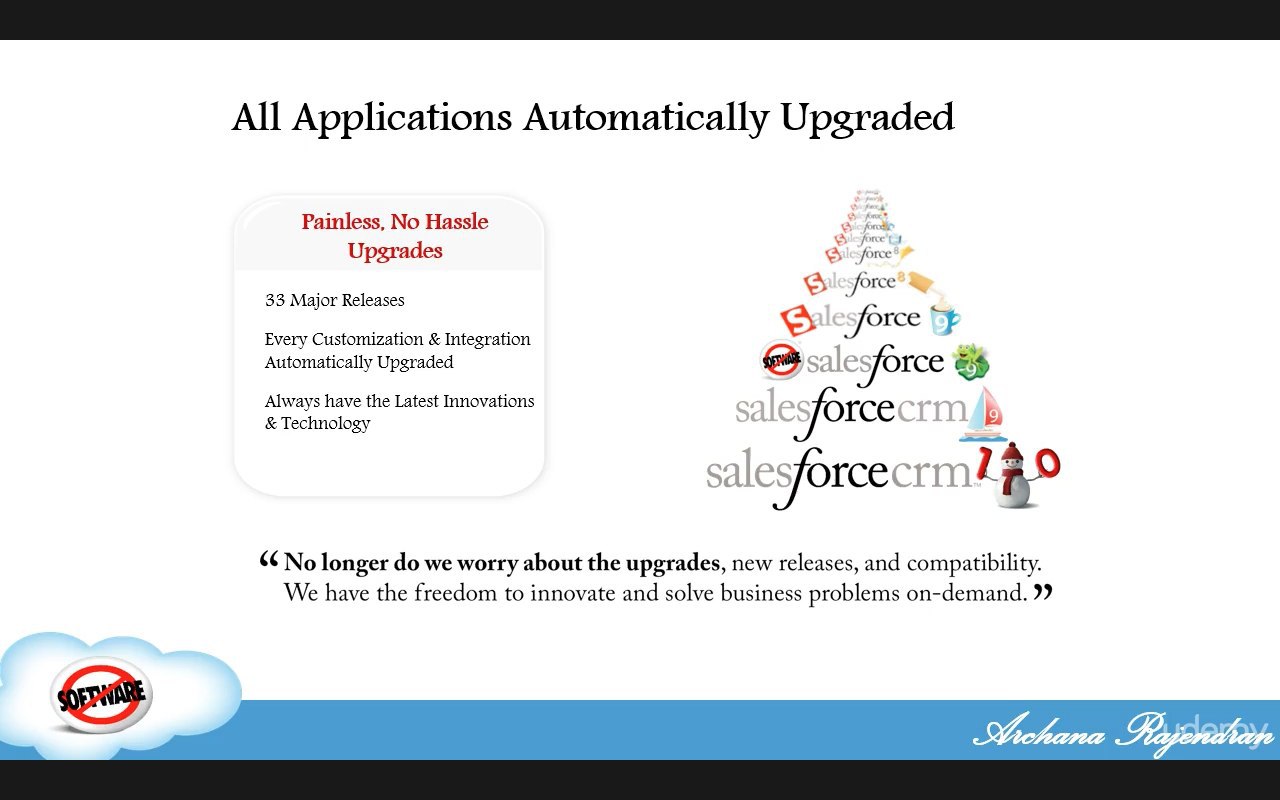 All Applications Automatically Upgraded
Painless, No Hassle
Upgrades
33 Major Releases
Every Customization & Integration
Automatically Upgraded
Always have the Latest Innovations
& Technology
salesforce
salesforce
salesforce 8
salesforce 8
salesforce 9
SOFTWARE salesforce 9
salesforcecrm 9
salesforcecrm™ 10
“No longer do we worry about the upgrades, new releases, and compatibility.
We have the freedom to innovate and solve business problems on-demand.”
SOFTWARE
Archana Rajendran
udemy